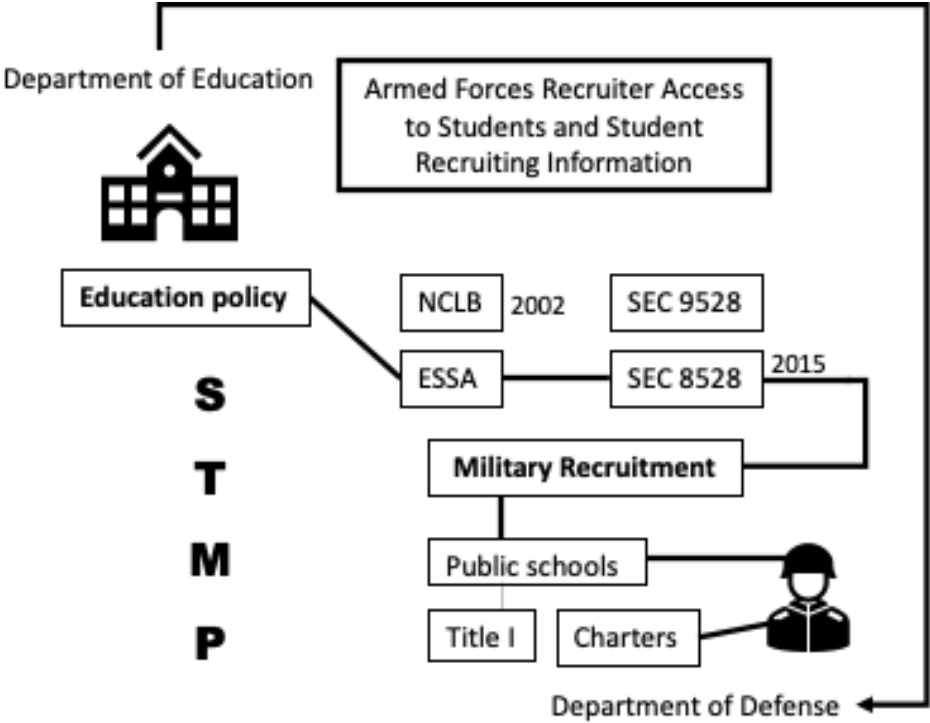 Department of Education
Armed Forces Recruiter Access
to Students and Student
Recruiting Information
Education policy
NCLB 2002 SEC 9528
ESSA SEC 8528 2015
S
T
M
P
Military Recruitment
Public schools
Title I Charters
Department of Defense